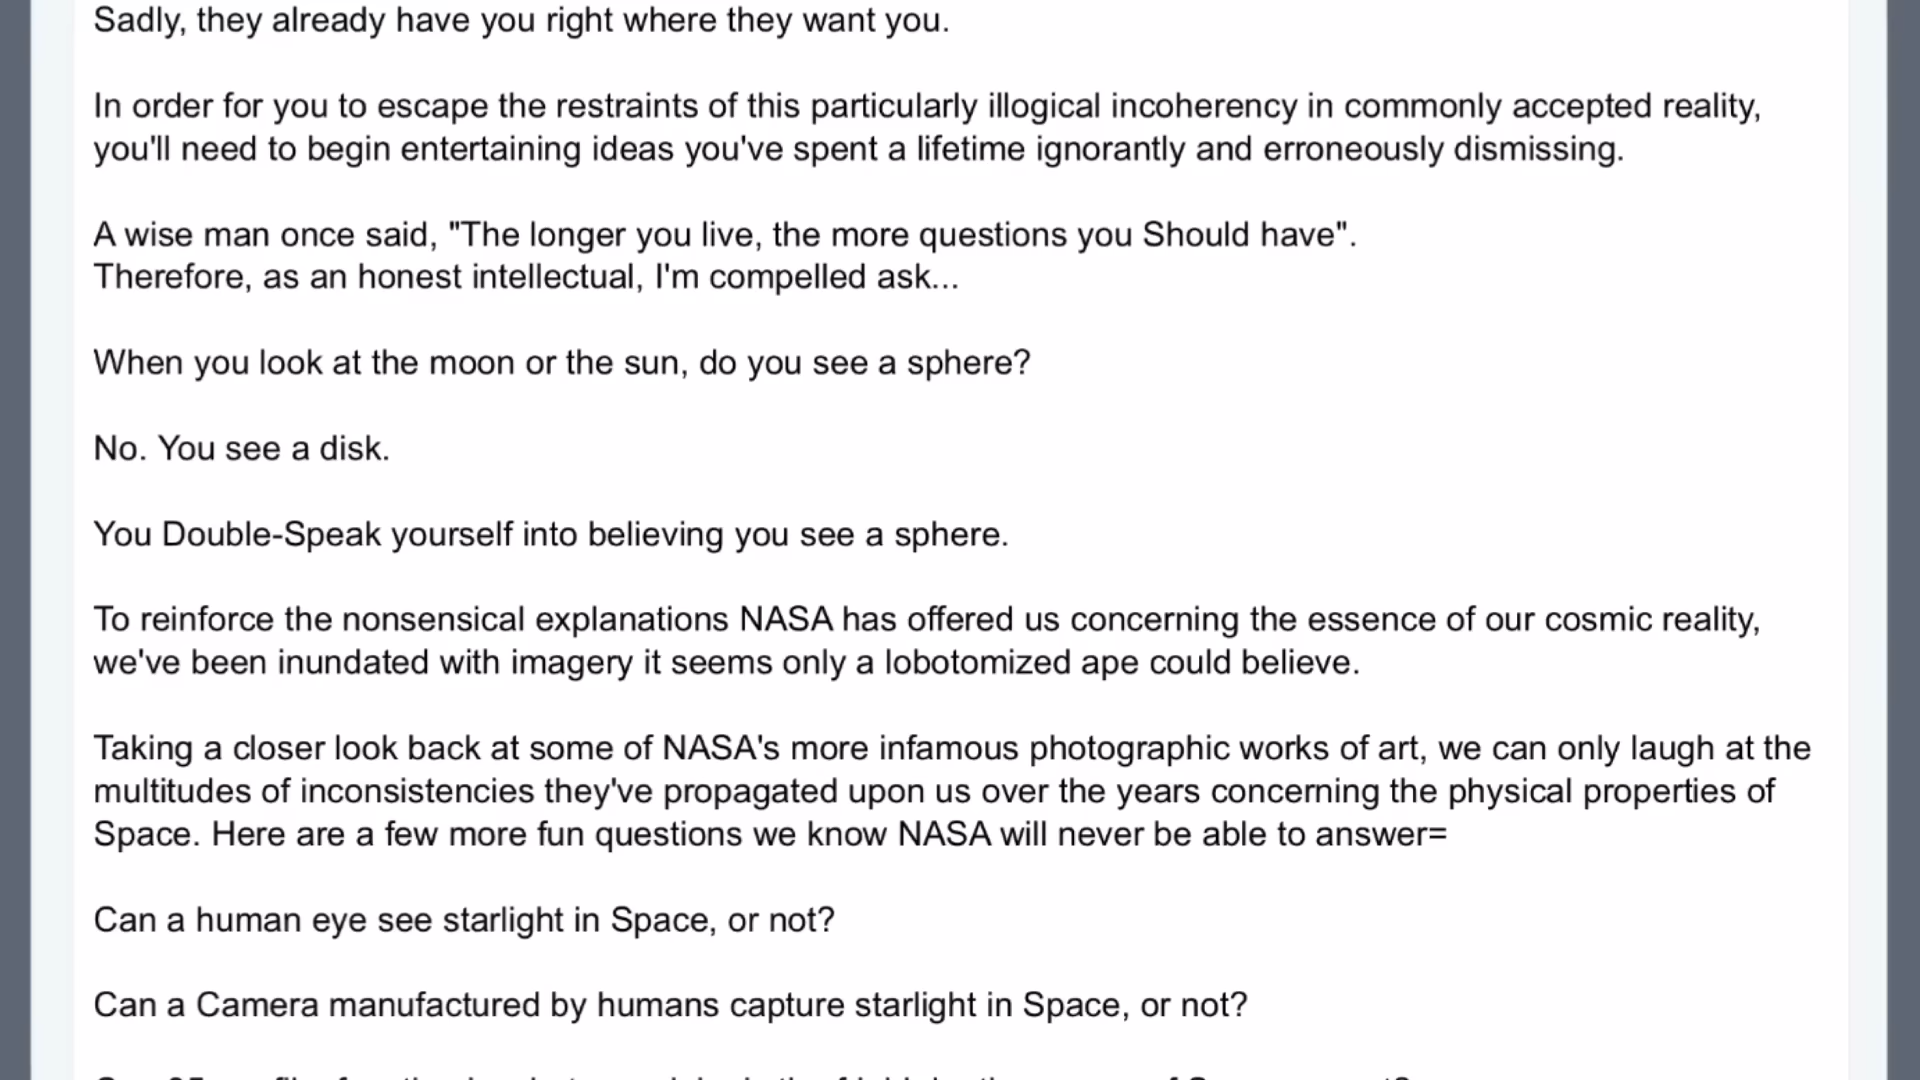 Sadly, they already have you right where they want you.
In order for you to escape the restraints of this particularly illogical incoherency in commonly accepted reality,
you'll need to begin entertaining ideas you've spent a lifetime ignorantly and erroneously dismissing.
A wise man once said, "The longer you live, the more questions you Should have".
Therefore, as an honest intellectual, I'm compelled ask...
When you look at the moon or the sun, do you see a sphere?
No. You see a disk.
You Double-Speak yourself into believing you see a sphere.
To reinforce the nonsensical explanations NASA has offered us concerning the essence of our cosmic reality,
we've been inundated with imagery it seems only a lobotomized ape could believe.
Taking a closer look back at some of NASA's more infamous photographic works of art, we can only laugh at the
multitudes of inconsistencies they've propagated upon us over the years concerning the physical properties of
Space. Here are a few more fun questions we know NASA will never be able to answer=
Can a human eye see starlight in Space, or not?
Can a Camera manufactured by humans capture starlight in Space, or not?